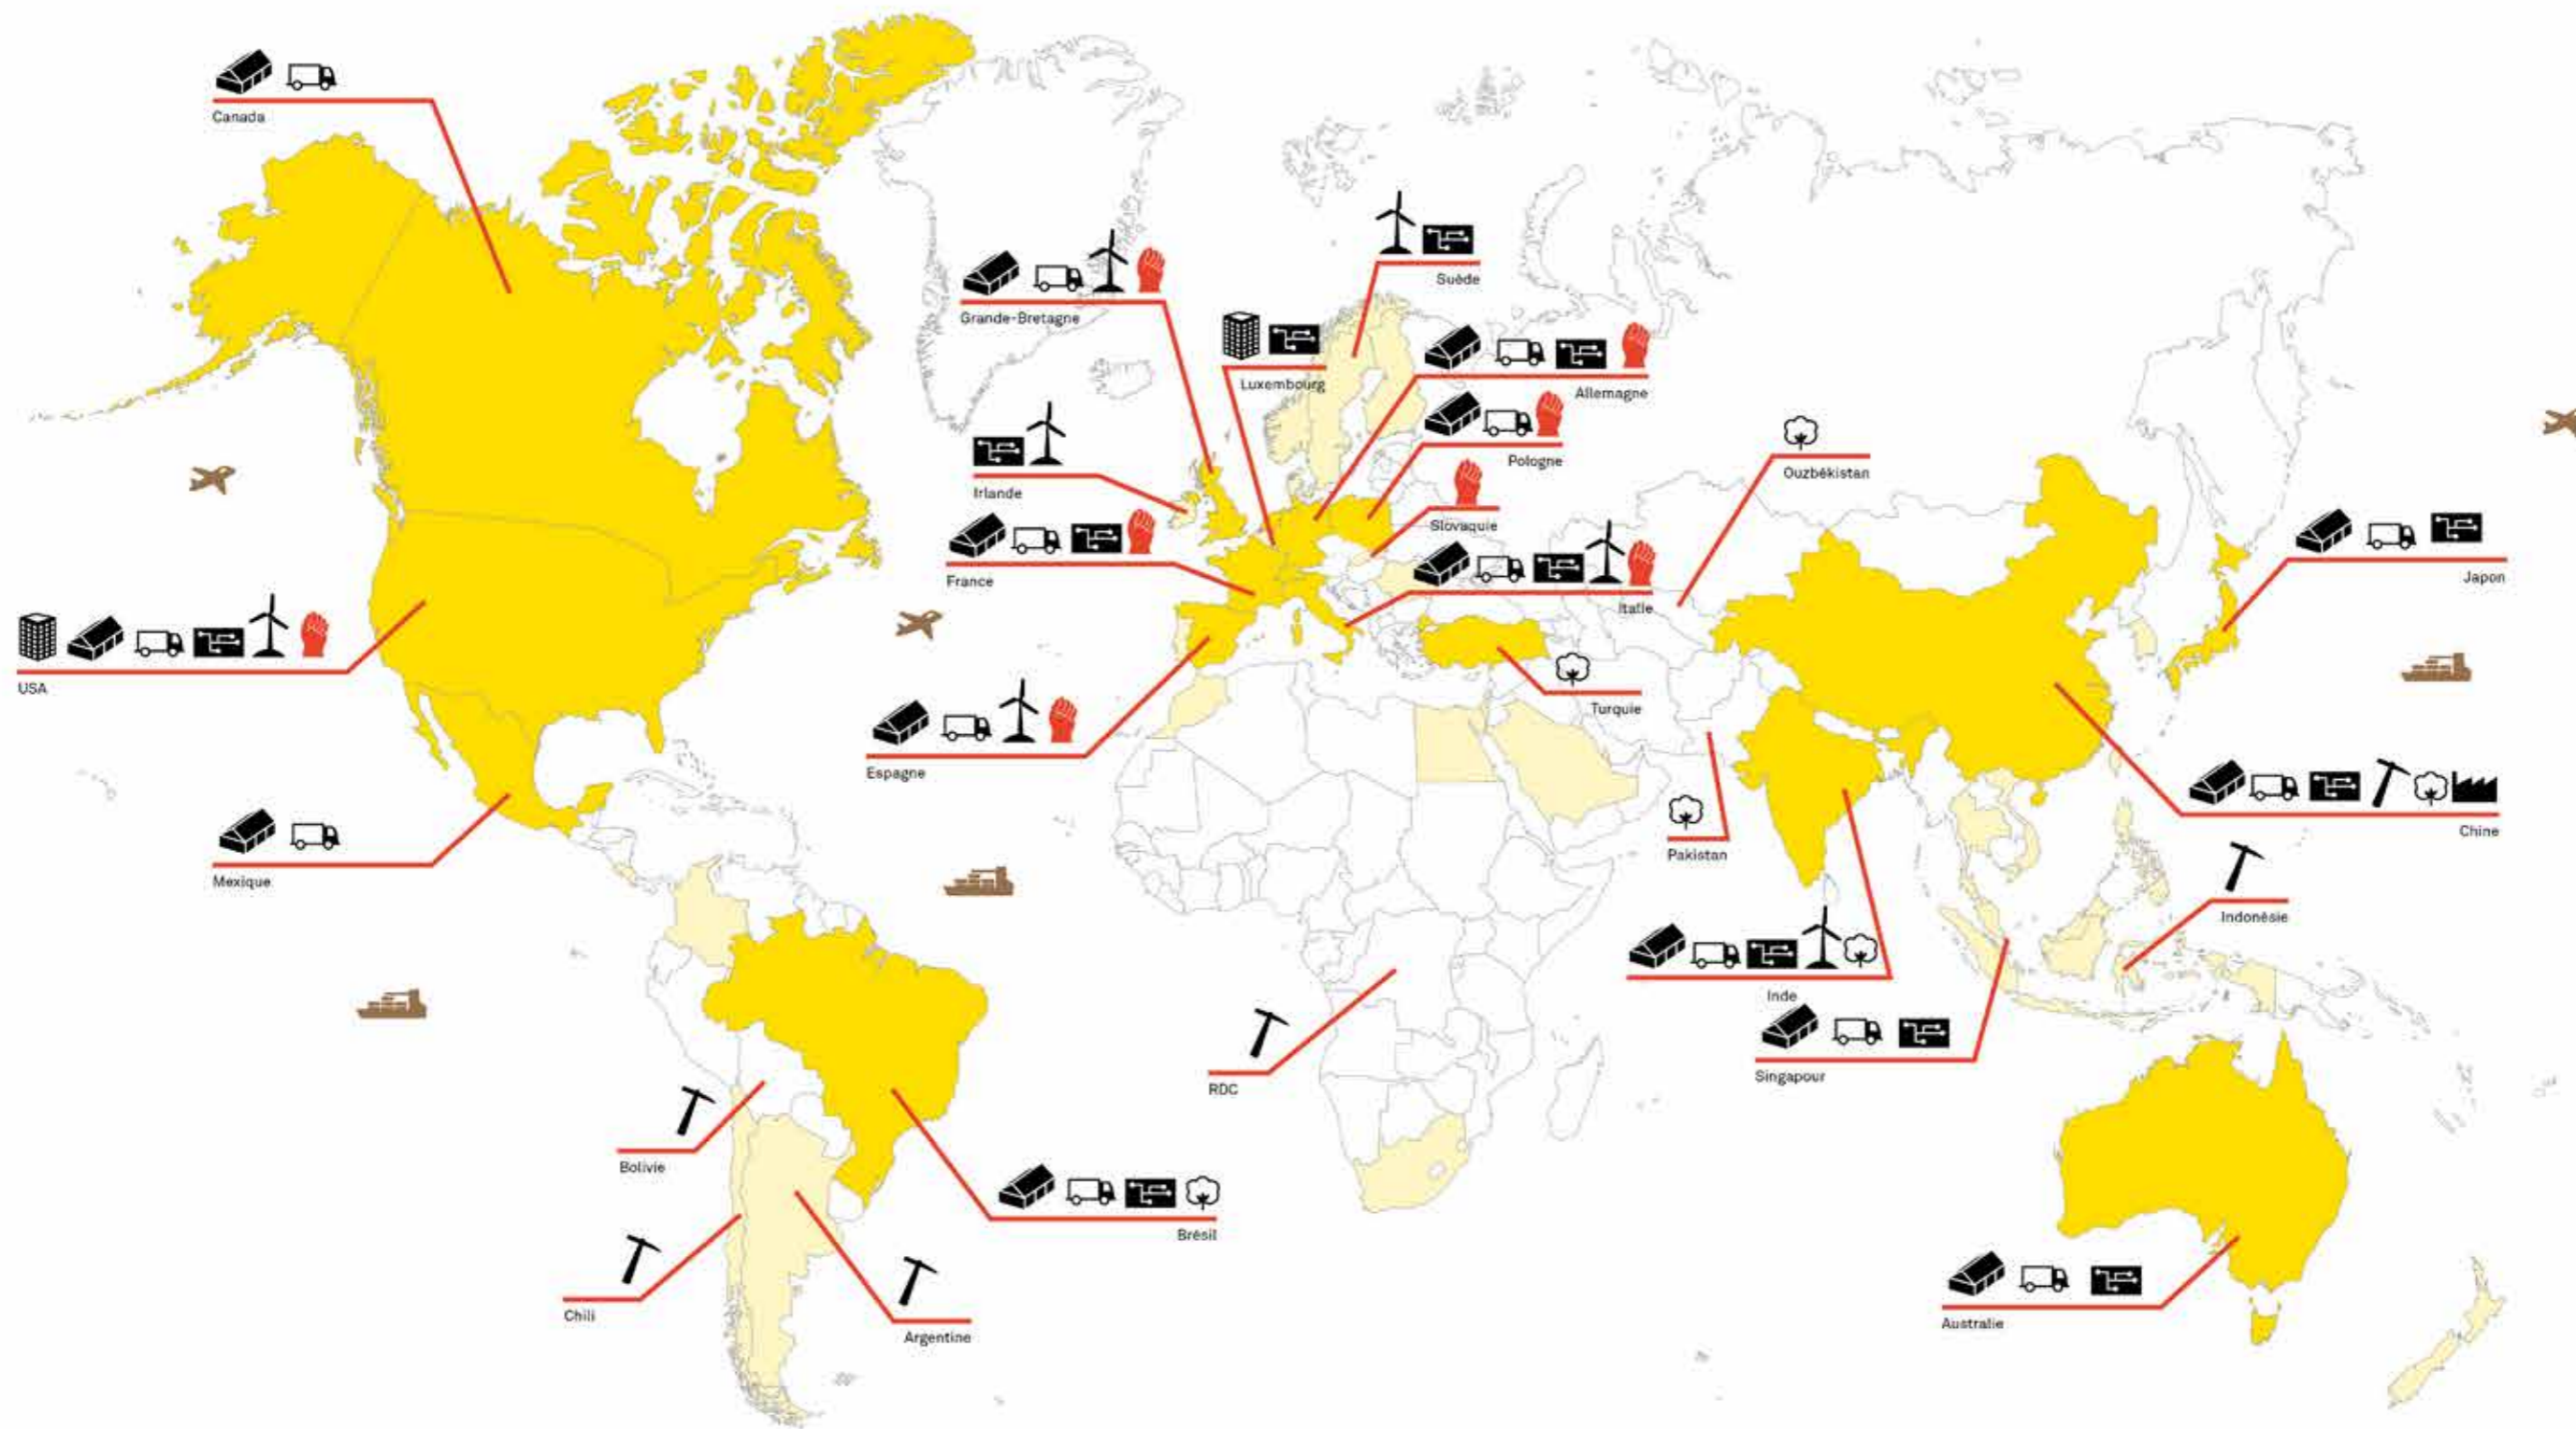 Canada
Suède
Grande-Bretagne
Luxembourg
Allemagne
Pologne
Ouzbékistan
Irlande
Slovaquie
France
Japon
Italie
USA
Turquie
Espagne
Chine
Pakistan
Mexique
Indonésie
Inde
Singapour
RDC
Bolivie
Brésil
Chili
Argentine
Australie